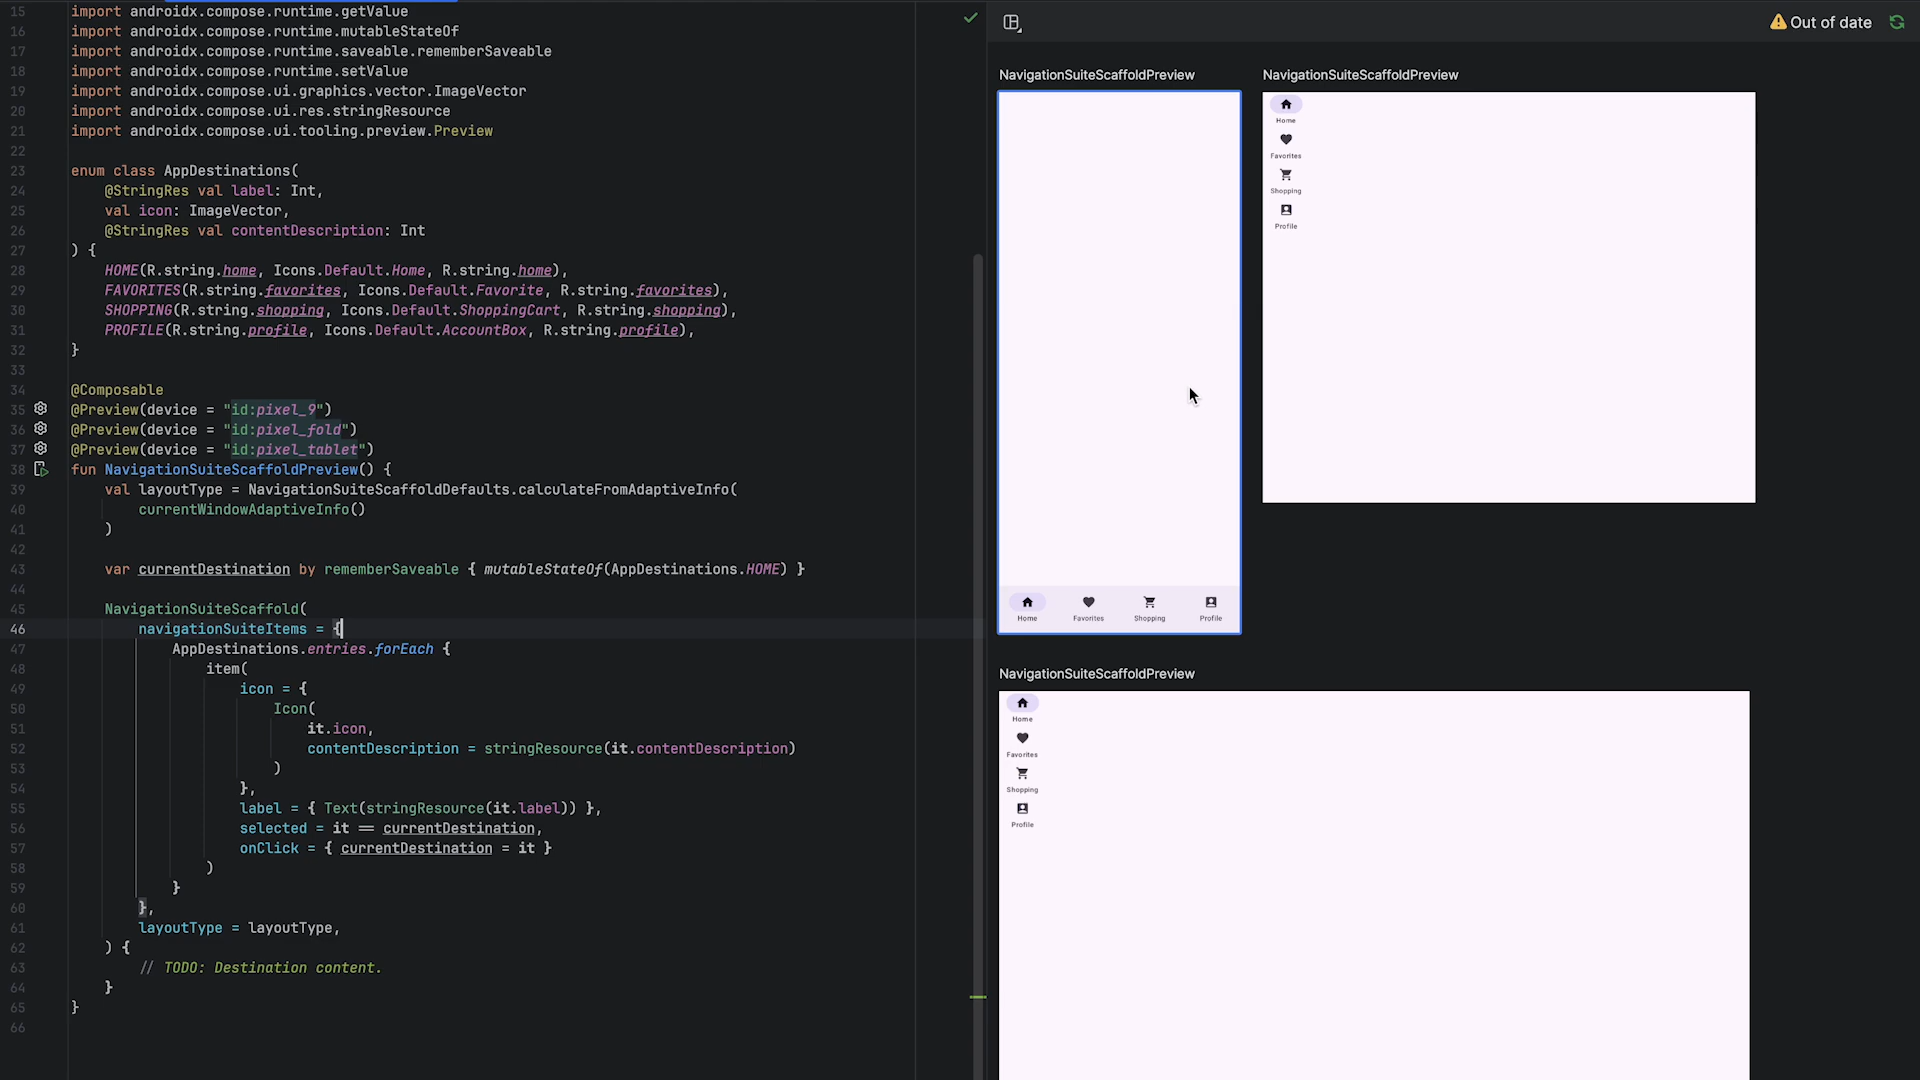 15 import androidx.compose.runtime.getValue
16 import androidx.compose.runtime.mutableStateOf
17 import androidx.compose.runtime.saveable.rememberSaveable
18 import androidx.compose.runtime.setValue
19 import androidx.compose.ui.graphics.vector.ImageVector
20 import androidx.compose.ui.res.stringResource
21 import androidx.compose.ui.tooling.preview.Preview
22
23 enum class AppDestinations(
24     @StringRes val label: Int,
25     val icon: ImageVector,
26     @StringRes val contentDescription: Int
27 ) {
28     HOME(R.string.home, Icons.Default.Home, R.string.home),
29     FAVORITES(R.string.favorites, Icons.Default.Favorite, R.string.favorites),
30     SHOPPING(R.string.shopping, Icons.Default.ShoppingCart, R.string.shopping),
31     PROFILE(R.string.profile, Icons.Default.AccountBox, R.string.profile),
32 }
33
34 @Composable
35 @Preview(device = "id:pixel_9")
36 @Preview(device = "id:pixel_fold")
37 @Preview(device = "id:pixel_tablet")
38 fun NavigationSuiteScaffoldPreview() {
39     val layoutType = NavigationSuiteScaffoldDefaults.calculateFromAdaptiveInfo(
40         currentWindowAdaptiveInfo()
41     )
42
43     var currentDestination by rememberSaveable { mutableStateOf(AppDestinations.HOME) }
44
45     NavigationSuiteScaffold(
46         navigationSuiteItems = {
47             AppDestinations.entries.forEach {
48                 item(
49                     icon = {
50                         Icon(
51                             it.icon,
52                             contentDescription = stringResource(it.contentDescription)
53                         )
54                     },
55                     label = { Text(stringResource(it.label)) },
56                     selected = it == currentDestination,
57                     onClick = { currentDestination = it }
58                 )
59             }
60         },
61         layoutType = layoutType,
62     ) {
63         // TODO: Destination content.
64     }
65 }
66
Out of date
NavigationSuiteScaffoldPreview
Home
Favorites
Shopping
Profile
NavigationSuiteScaffoldPreview
Home
Favorites
Shopping
Profile
NavigationSuiteScaffoldPreview
Home
Favorites
Shopping
Profile